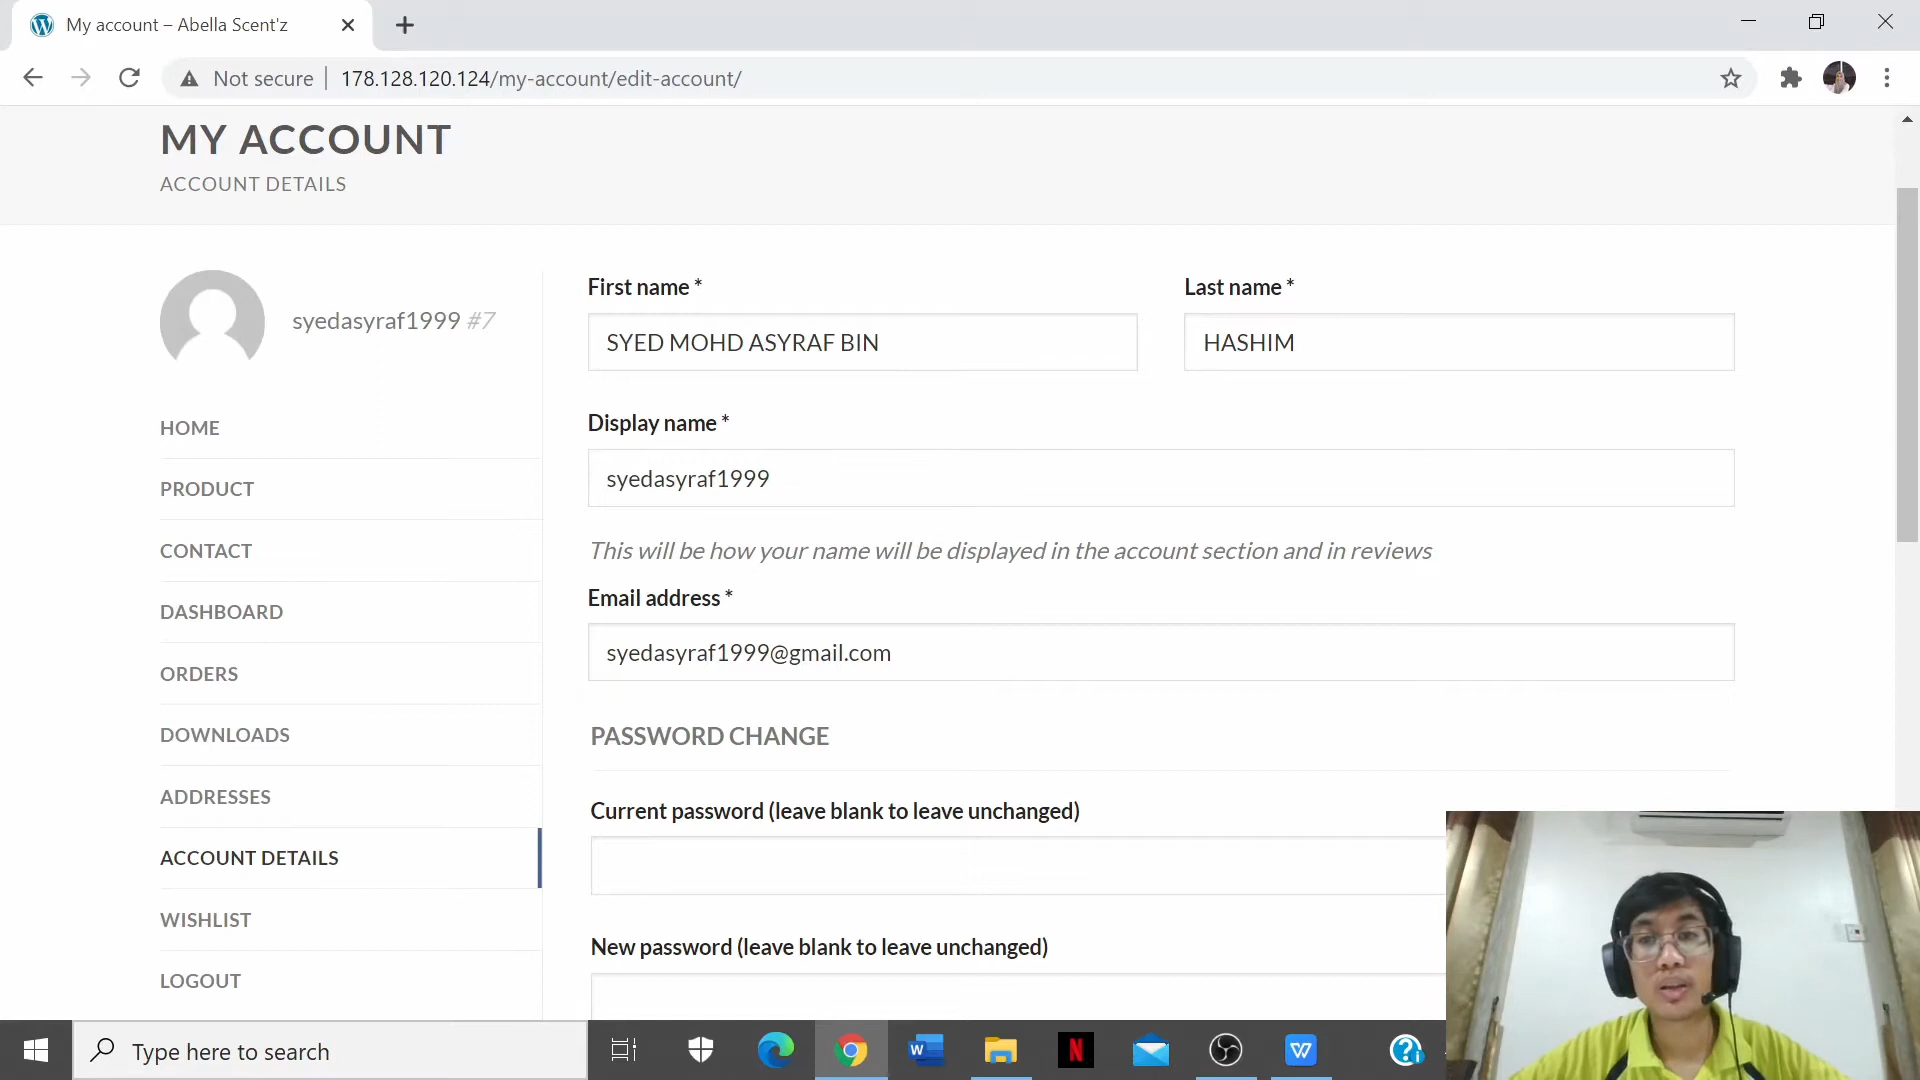 My account – Abella Scent'z
Not secure
178.128.120.124/my-account/edit-account/
MY ACCOUNT
ACCOUNT DETAILS
syedasyraf1999 #7
HOME
PRODUCT
CONTACT
DASHBOARD
ORDERS
DOWNLOADS
ADDRESSES
ACCOUNT DETAILS
WISHLIST
LOGOUT
First name *
Last name *
SYED MOHD ASYRAF BIN
HASHIM
Display name *
syedasyraf1999
This will be how your name will be displayed in the account section and in reviews
Email address *
syedasyraf1999@gmail.com
PASSWORD CHANGE
Current password (leave blank to leave unchanged)
New password (leave blank to leave unchanged)
Type here to search